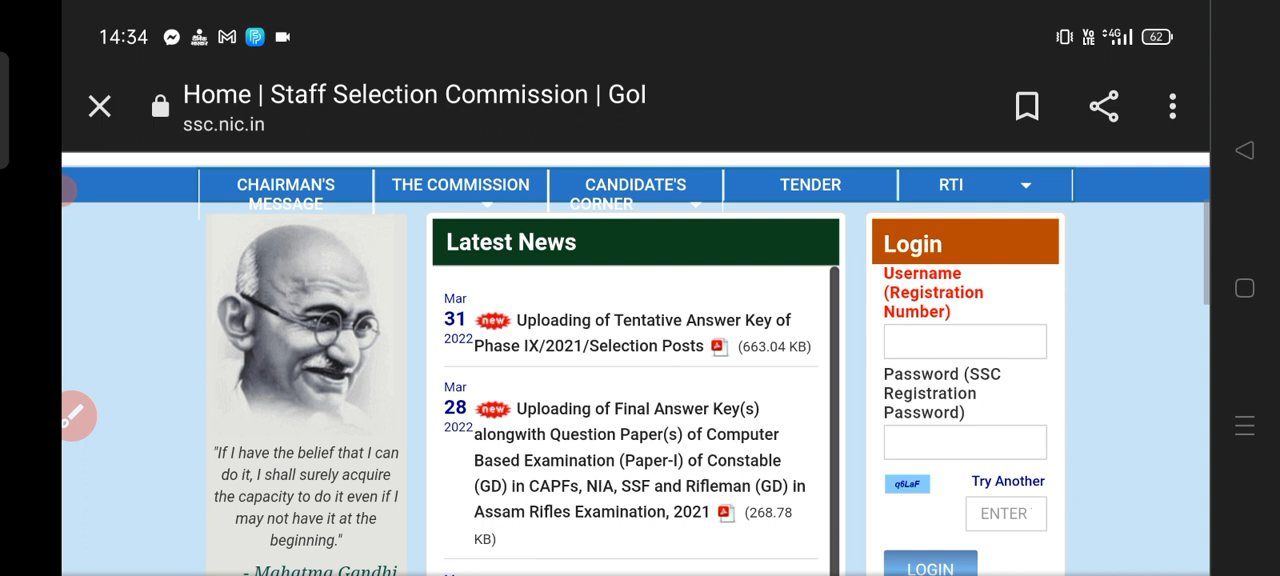 14:34
Vo
LTE
4G
62
Home | Staff Selection Commission | GoI
ssc.nic.in
CHAIRMAN'S
MESSAGE
THE COMMISSION
CANDIDATE'S
CORNER
TENDER
RTI
"If I have the belief that I can
do it, I shall surely acquire
the capacity to do it even if I
may not have it at the
beginning."
- Mahatma Gandhi
Latest News
Mar
31
2022
new Uploading of Tentative Answer Key of
Phase IX/2021/Selection Posts (663.04 KB)
Mar
28
2022
new Uploading of Final Answer Key(s)
alongwith Question Paper(s) of Computer
Based Examination (Paper-I) of Constable
(GD) in CAPFs, NIA, SSF and Rifleman (GD) in
Assam Rifles Examination, 2021 (268.78
KB)
Login
Username
(Registration
Number)
Password (SSC
Registration
Password)
q6LaF
Try Another
ENTER
LOGIN